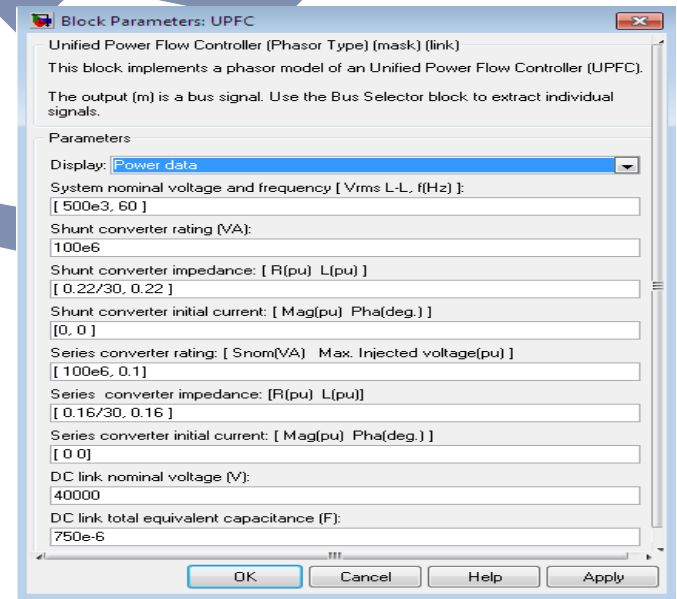 Block Parameters: UPFC
Unified Power Flow Controller (Phasor Type) (mask) (link)
This block implements a phasor model of an Unified Power Flow Controller (UPFC).
The output (m) is a bus signal. Use the Bus Selector block to extract individual
signals.
Parameters
Display: Power data
System nominal voltage and frequency [ Vrms L-L, f(Hz) ]:
[ 500e3, 60 ]
Shunt converter rating (VA):
100e6
Shunt converter impedance: [ R(pu) L(pu) ]
[ 0.22/30, 0.22 ]
Shunt converter initial current: [ Mag(pu) Pha(deg.) ]
[0, 0 ]
Series converter rating: [ Snom(VA) Max. Injected voltage(pu) ]
[ 100e6, 0.1]
Series converter impedance: [R(pu) L(pu)]
[ 0.16/30, 0.16 ]
Series converter initial current: [ Mag(pu) Pha(deg.) ]
[ 0 0]
DC link nominal voltage (V):
40000
DC link total equivalent capacitance (F):
750e-6
OK Cancel Help Apply